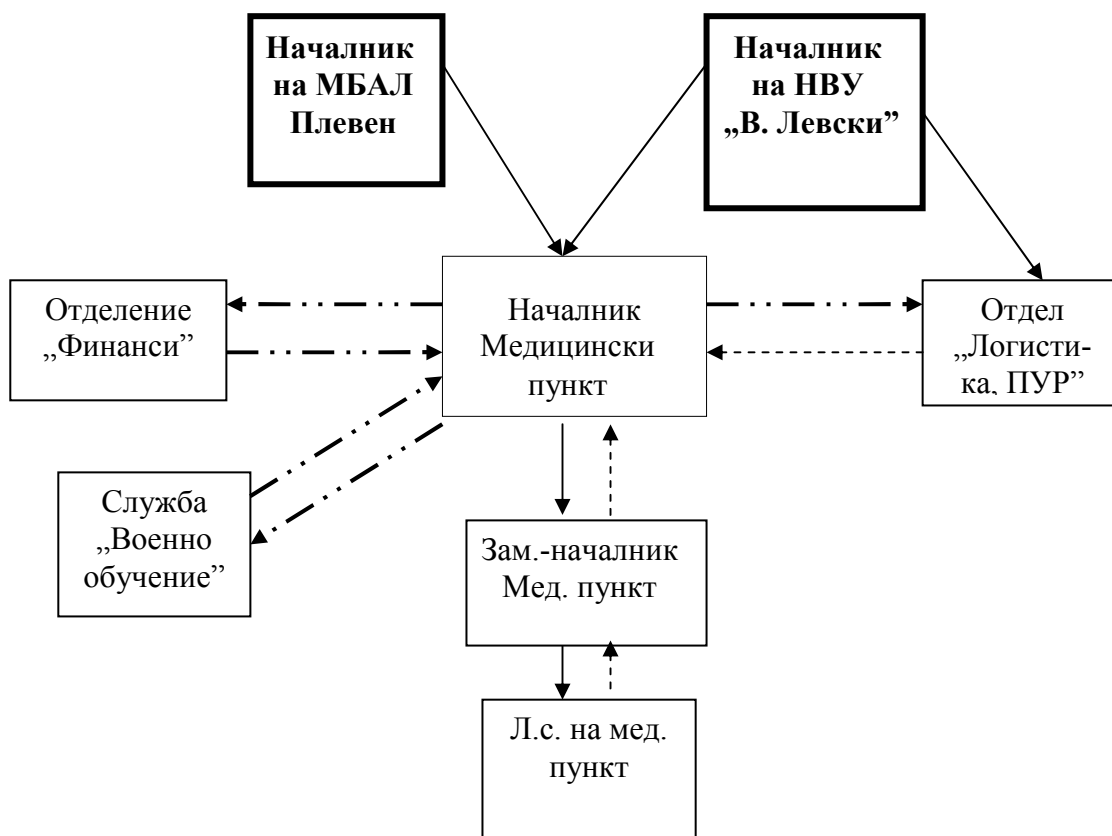 Началник
на МБАЛ
Плевен
Началник
на НВУ
„В. Левски”
Отделение
„Финанси”
Началник
Медицински
пункт
Отдел
„Логисти-
ка, ПУР”
Служба
„Военно
обучение”
Зам.-началник
Мед. пункт
Л.с. на мед.
пункт